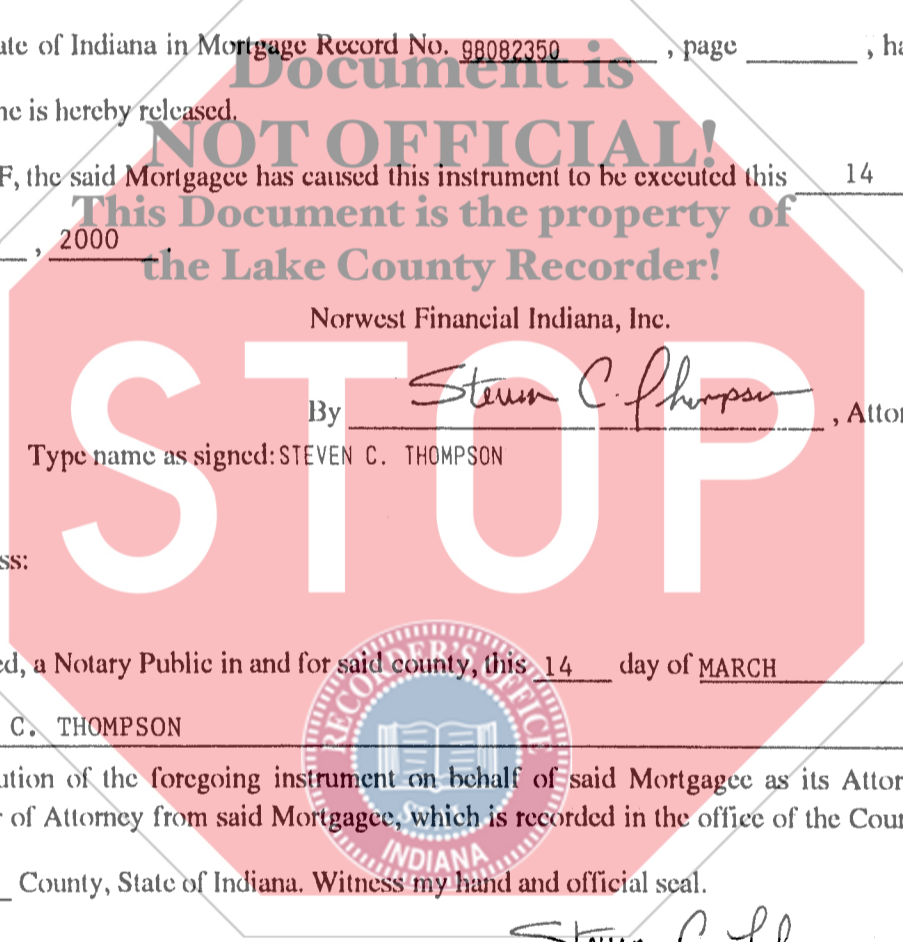 ate of Indiana in Mortgage Record No. 98082350 , page , ha
Document is
ne is hereby released.
NOT OFFICIAL!
F, the said Mortgagee has caused this instrument to be executed this 14
This Document is the property of
, 2000 .
the Lake County Recorder!
Norwest Financial Indiana, Inc.
STOP
By Steven C. Thompson , Attor
Type name as signed: STEVEN C. THOMPSON
ss:
ed, a Notary Public in and for said county, this 14 day of MARCH
RECORDER'S OFFICE
C. THOMPSON
ution of the foregoing instrument on behalf of said Mortgagee as its Attor
r of Attorney from said Mortgagee, which is recorded in the office of the Coun
INDIANA
County, State of Indiana. Witness my hand and official seal.
Steven C.